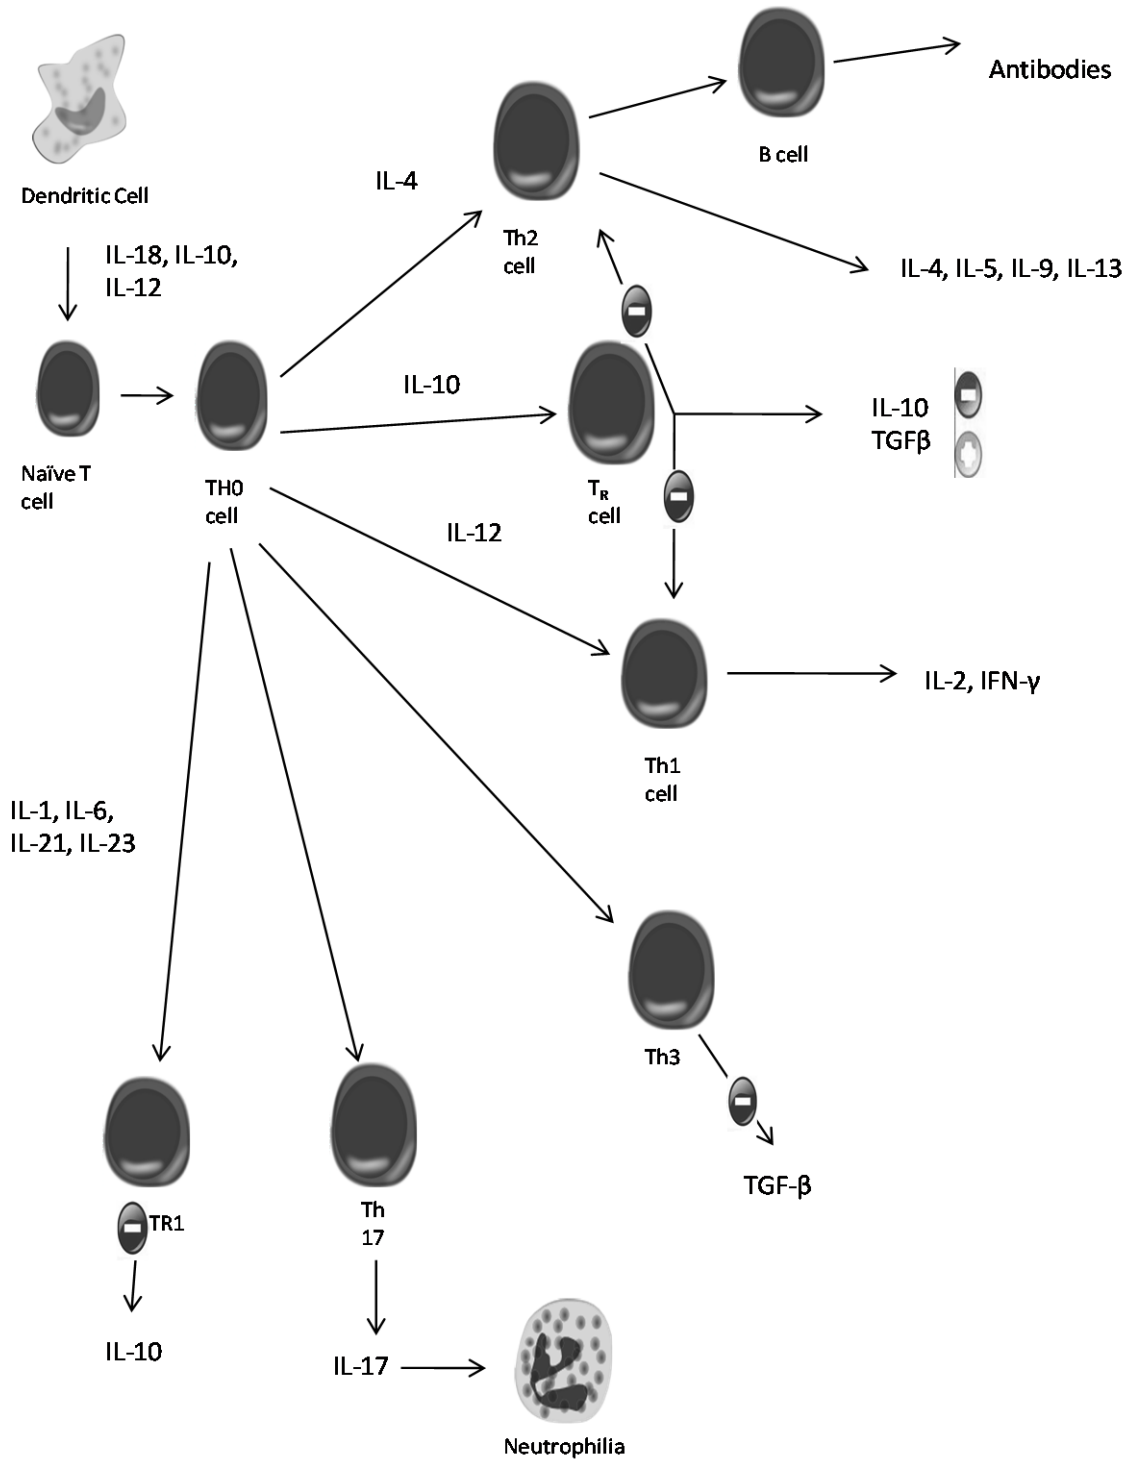 Antibodies
B cell
Dendritic Cell
IL-4
Th2
cell
IL-18, IL-10,
IL-12
IL-4, IL-5, IL-9, IL-13
IL-10
IL-10
TGFβ
Naïve T
cell
TH0
cell
TR
cell
IL-12
Th1
cell
IL-2, IFN-γ
IL-1, IL-6,
IL-21, IL-23
Th3
TGF-β
TR1
Th
17
IL-10
IL-17
Neutrophilia